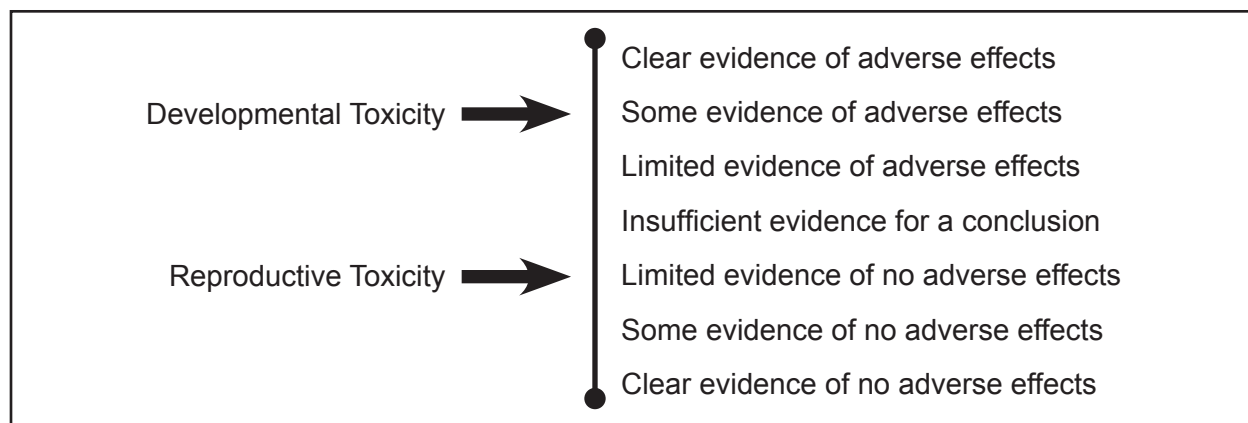 Clear evidence of adverse effects
Developmental Toxicity Some evidence of adverse effects
Limited evidence of adverse effects
Insufficient evidence for a conclusion
Reproductive Toxicity Limited evidence of no adverse effects
Some evidence of no adverse effects
Clear evidence of no adverse effects